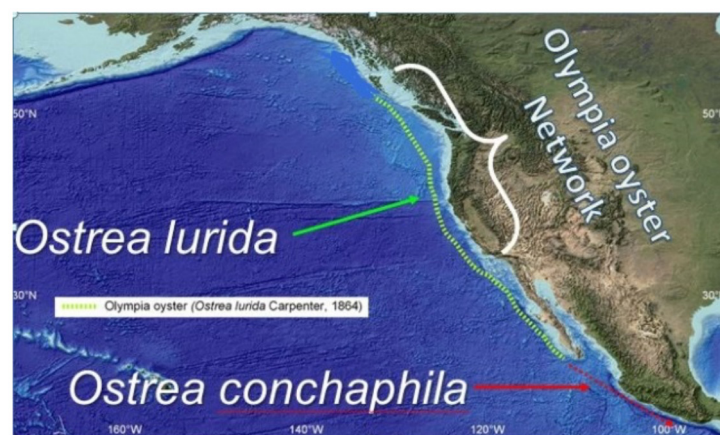 Olympia oyster
Network
50°N
50°N
Ostrea lurida
30°N
30°N
Olympia oyster (Ostrea lurida Carpenter, 1864)
Ostrea conchaphila
160°W
140°W
120°W
100°W